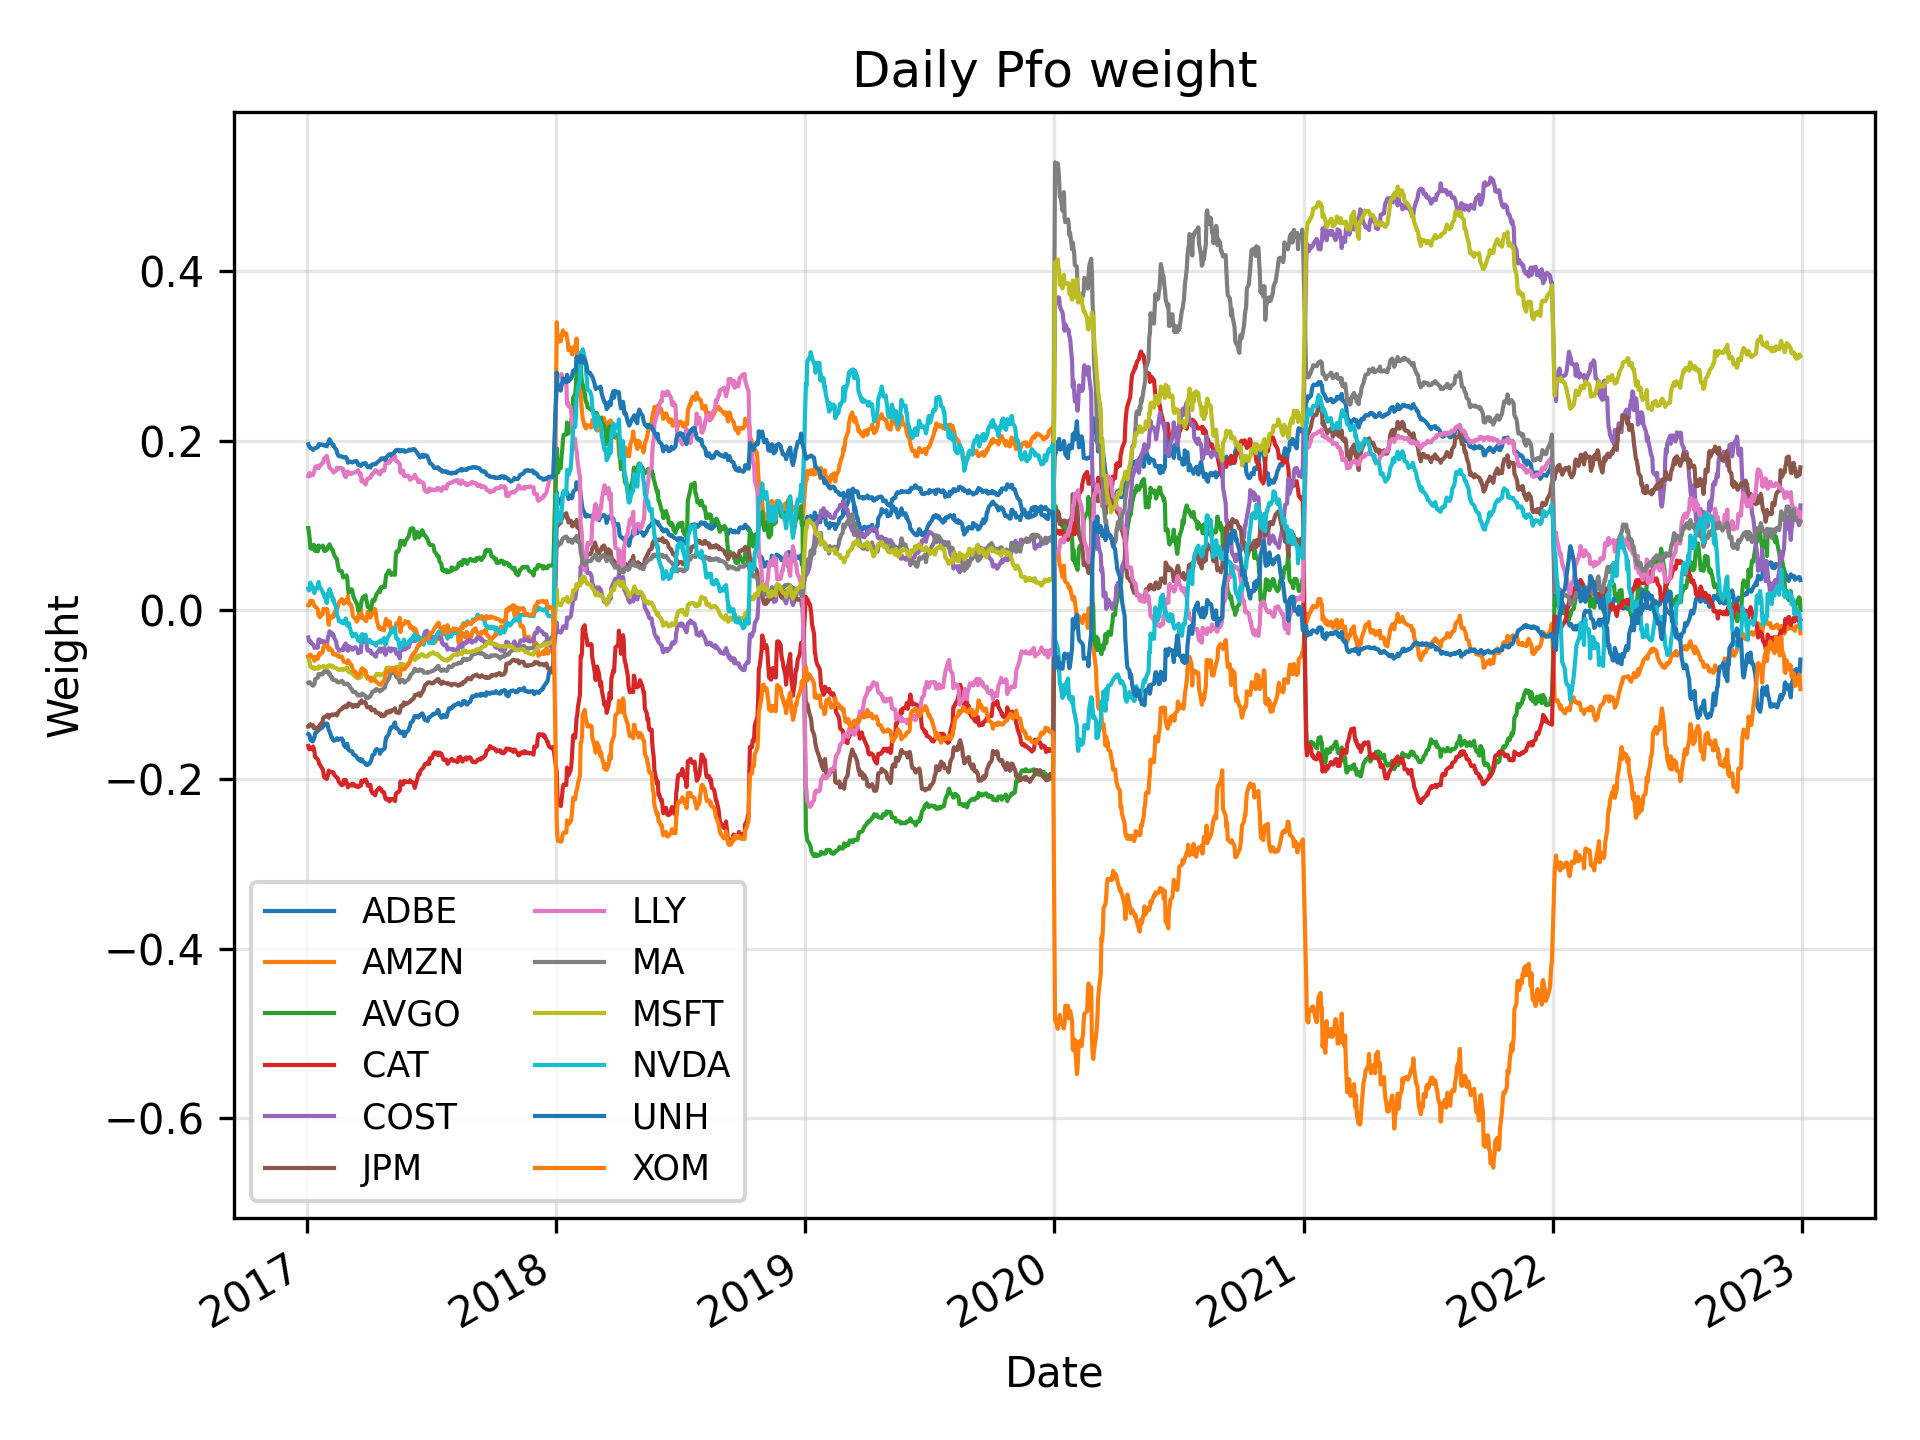 Daily Pfo weight
Weight
0.4
0.2
0.0
−0.2
−0.4
−0.6
ADBE
AMZN
AVGO
CAT
COST
JPM
LLY
MA
MSFT
NVDA
UNH
XOM
2017
2018
2019
2020
2021
2022
2023
Date